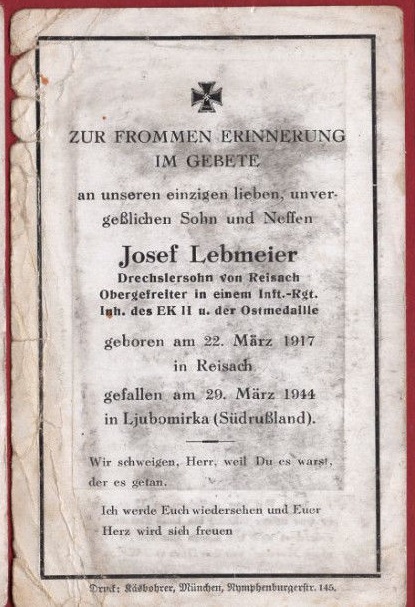 ZUR FROMMEN ERINNERUNG
IM GEBETE
an unseren einzigen lieben, unver-
geßlichen Sohn und Neffen
Josef Lebmeier
Drechslersohn von Reisach
Obergefreiter in einem Inft.-Rgt.
Inh. des EK II u. der Ostmedaille
geboren am 22. März 1917
in Reisach
gefallen am 29. März 1944
in Ljubomirka (Südrußland).
Wir schweigen, Herr, weil Du es warst,
der es getan.
Ich werde Euch wiedersehen und Euer
Herz wird sich freuen
Druck: Käsbohrer, München, Nymphenburgerstr. 145.